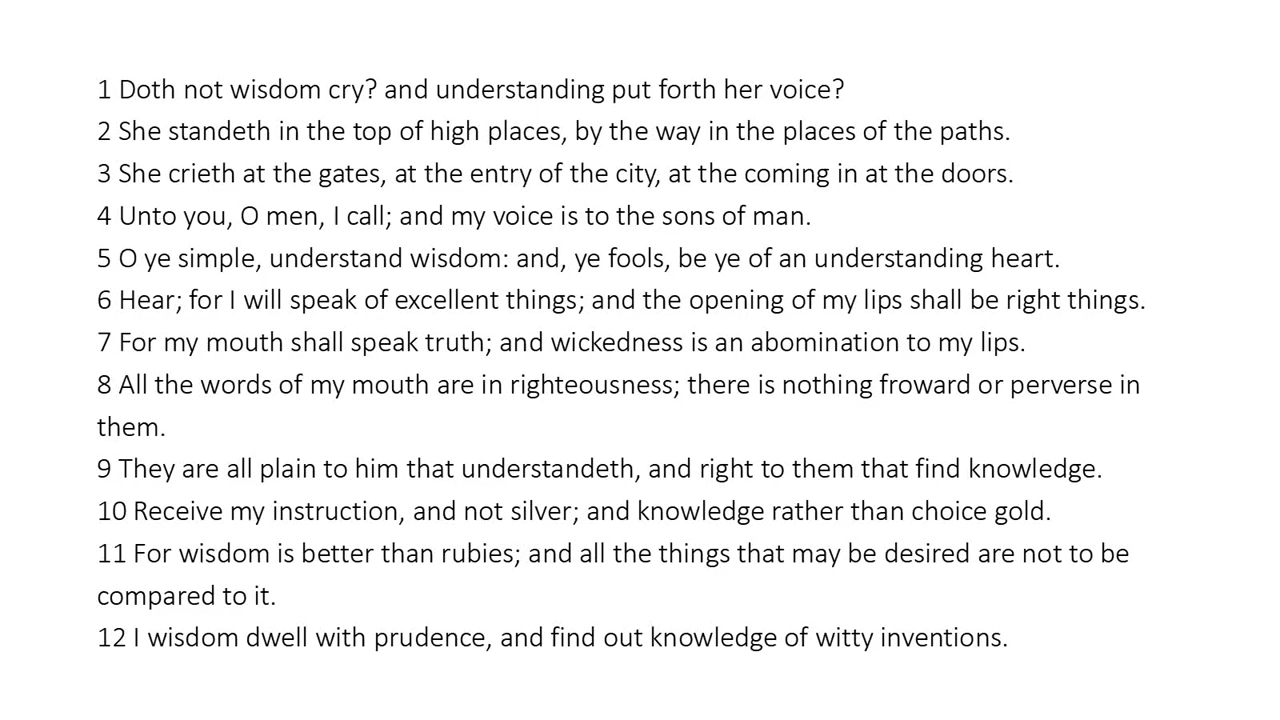 1 Doth not wisdom cry? and understanding put forth her voice?
2 She standeth in the top of high places, by the way in the places of the paths.
3 She crieth at the gates, at the entry of the city, at the coming in at the doors.
4 Unto you, O men, I call; and my voice is to the sons of man.
5 O ye simple, understand wisdom: and, ye fools, be ye of an understanding heart.
6 Hear; for I will speak of excellent things; and the opening of my lips shall be right things.
7 For my mouth shall speak truth; and wickedness is an abomination to my lips.
8 All the words of my mouth are in righteousness; there is nothing froward or perverse in
them.
9 They are all plain to him that understandeth, and right to them that find knowledge.
10 Receive my instruction, and not silver; and knowledge rather than choice gold.
11 For wisdom is better than rubies; and all the things that may be desired are not to be
compared to it.
12 I wisdom dwell with prudence, and find out knowledge of witty inventions.